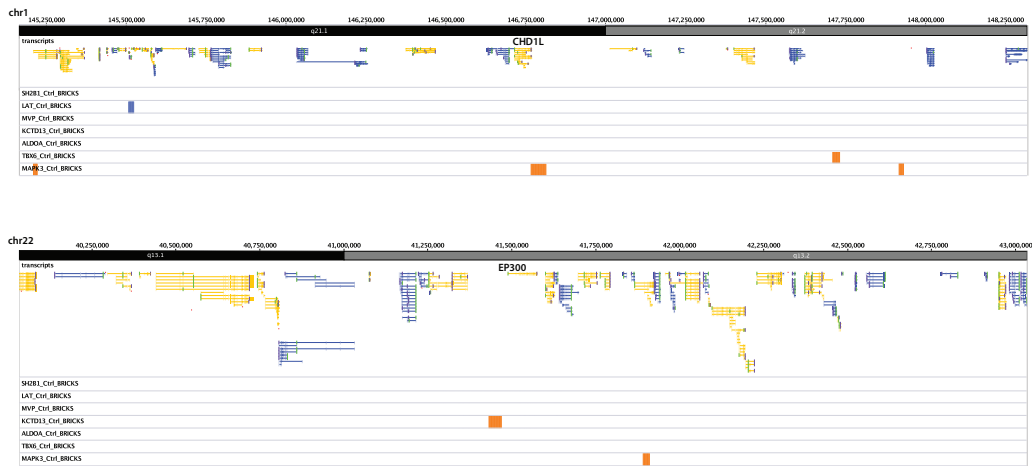 chr1
145,250,000 145,500,000 145,750,000 146,000,000 146,250,000 146,500,000 146,750,000 147,000,000 147,250,000 147,500,000 147,750,000 148,000,000 148,250,000
q21.1 q21.2
transcripts CHD1L
SH2B1_Ctrl_BRICKS
LAT_Ctrl_BRICKS
MVP_Ctrl_BRICKS
KCTD13_Ctrl_BRICKS
ALDOA_Ctrl_BRICKS
TBX6_Ctrl_BRICKS
MAPK3_Ctrl_BRICKS
chr22
40,250,000 40,500,000 40,750,000 41,000,000 41,250,000 41,500,000 41,750,000 42,000,000 42,250,000 42,500,000 42,750,000 43,000,000
q13.1 q13.2
transcripts EP300
SH2B1_Ctrl_BRICKS
LAT_Ctrl_BRICKS
MVP_Ctrl_BRICKS
KCTD13_Ctrl_BRICKS
ALDOA_Ctrl_BRICKS
TBX6_Ctrl_BRICKS
MAPK3_Ctrl_BRICKS